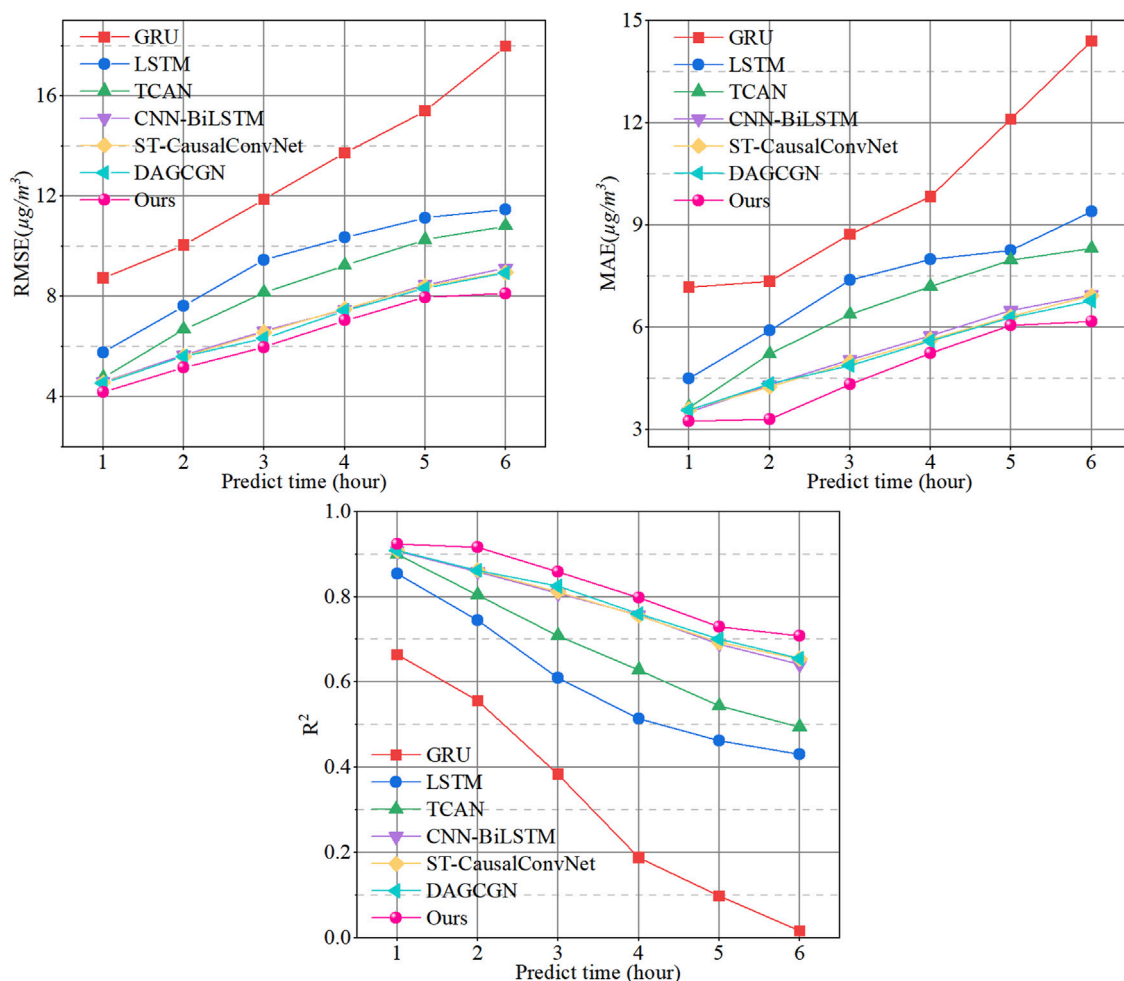 RMSE(μg/m³)
16
12
8
4
GRU
LSTM
TCAN
CNN-BiLSTM
ST-CausalConvNet
DAGCGN
Ours
1 2 3 4 5 6
Predict time (hour)
MAE(μg/m³)
15
12
9
6
3
GRU
LSTM
TCAN
CNN-BiLSTM
ST-CausalConvNet
DAGCGN
Ours
1 2 3 4 5 6
Predict time (hour)
R²
1.0
0.8
0.6
0.4
0.2
0.0
GRU
LSTM
TCAN
CNN-BiLSTM
ST-CausalConvNet
DAGCGN
Ours
1 2 3 4 5 6
Predict time (hour)